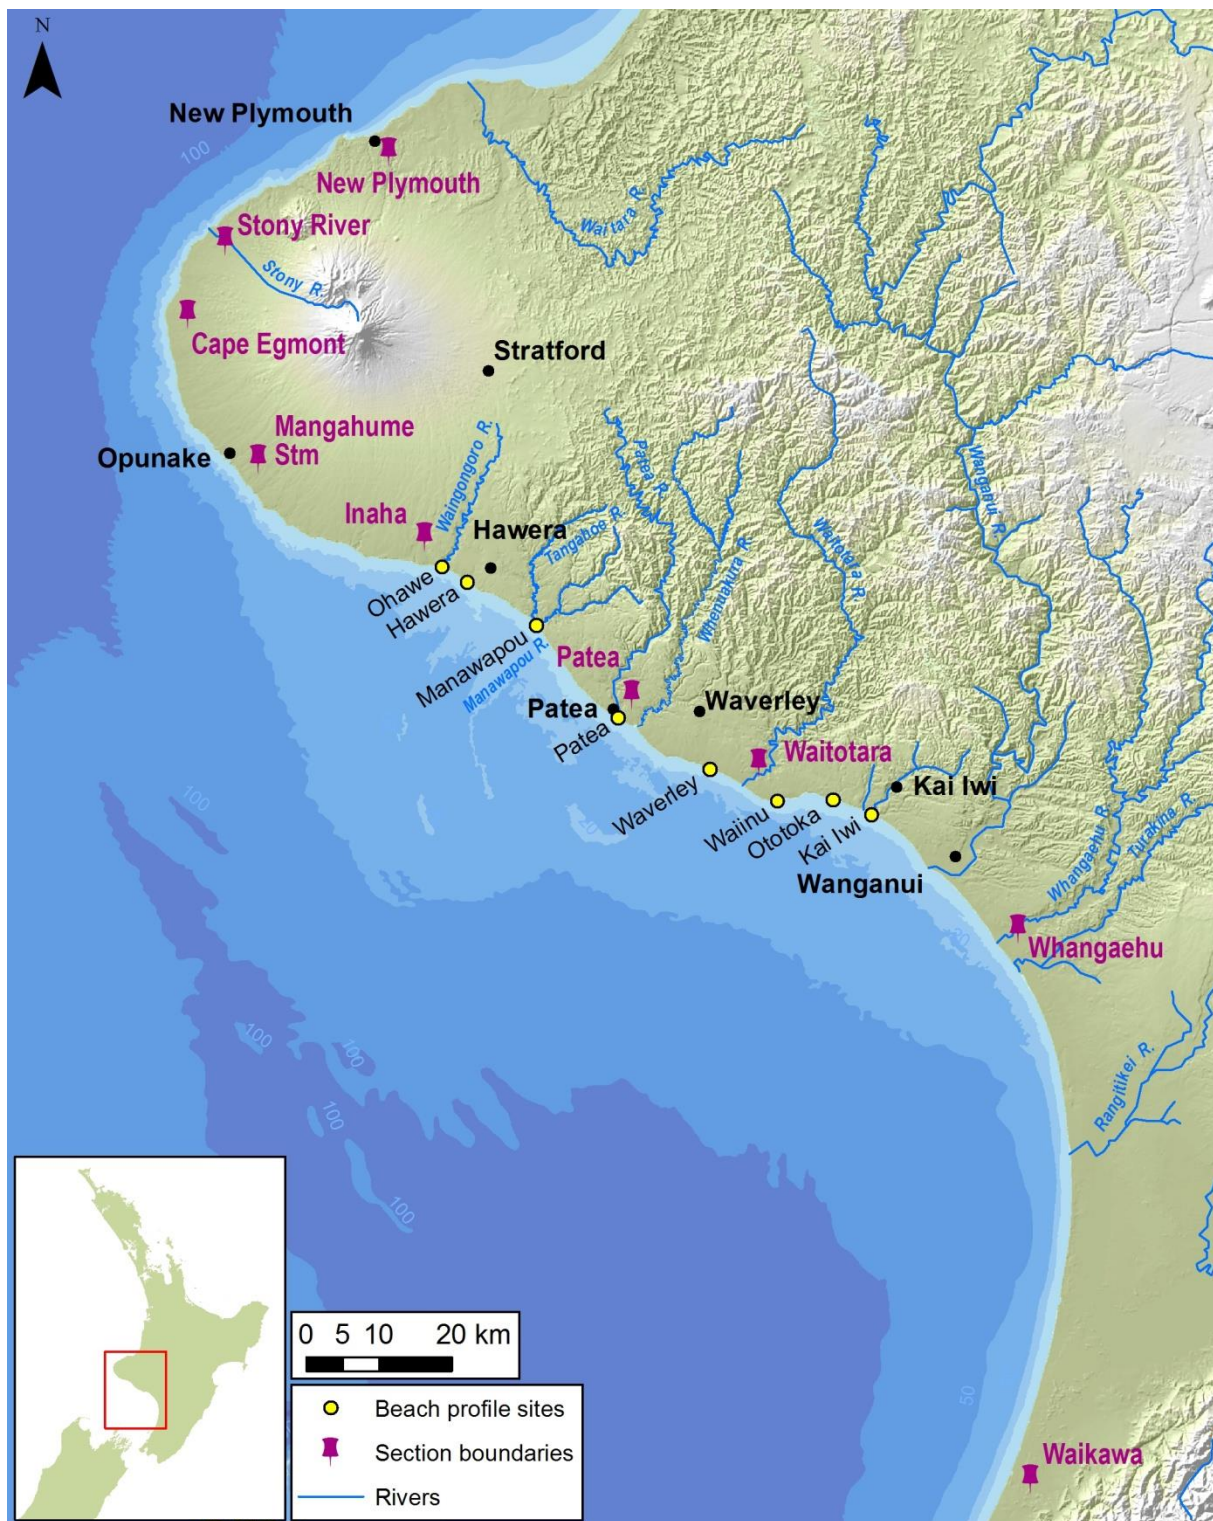 N
New Plymouth
100
New Plymouth
Stony River
Waitara R.
Stony R.
Cape Egmont
Stratford
Mangahume
Stm
Opunake
Waingongoro R.
Patea R.
Wanganui R.
Inaha
Hawera
Tangahoe R.
Waitotara R.
Whenuakura R.
Ohawe
Hawera
Manawapou
Manawapou R.
Patea
Patea
Patea
Waverley
Waitotara
Waverley
Waiinu
Ototoka
Kai Iwi
Kai Iwi
100
Wanganui
Whangaehu R.
Turakina R.
Whangaehu
100
100
100
100
Rangitikei R.
0 5 10 20 km
50
Beach profile sites
Section boundaries
Rivers
Waikawa